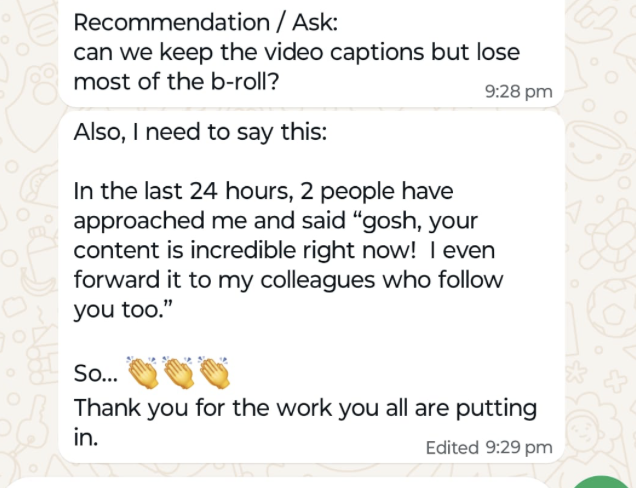 Recommendation / Ask:
can we keep the video captions but lose
most of the b-roll?
9:28 pm
Also, I need to say this:
In the last 24 hours, 2 people have
approached me and said “gosh, your
content is incredible right now!  I even
forward it to my colleagues who follow
you too.”
So... 👏👏👏
Thank you for the work you all are putting
in.
Edited 9:29 pm